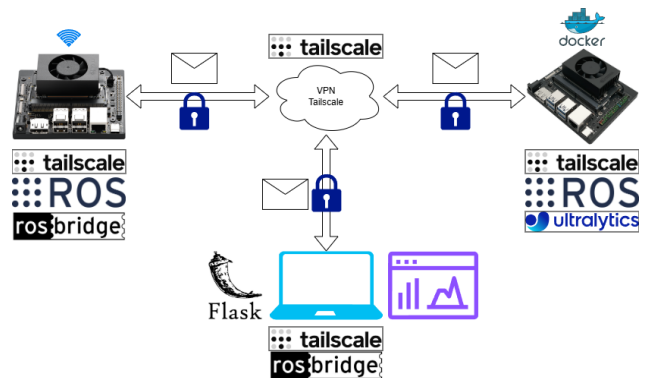 tailscale
docker
VPN
Tailscale
tailscale
ROS
ros bridge
tailscale
ROS
ultralytics
Flask
tailscale
ros bridge